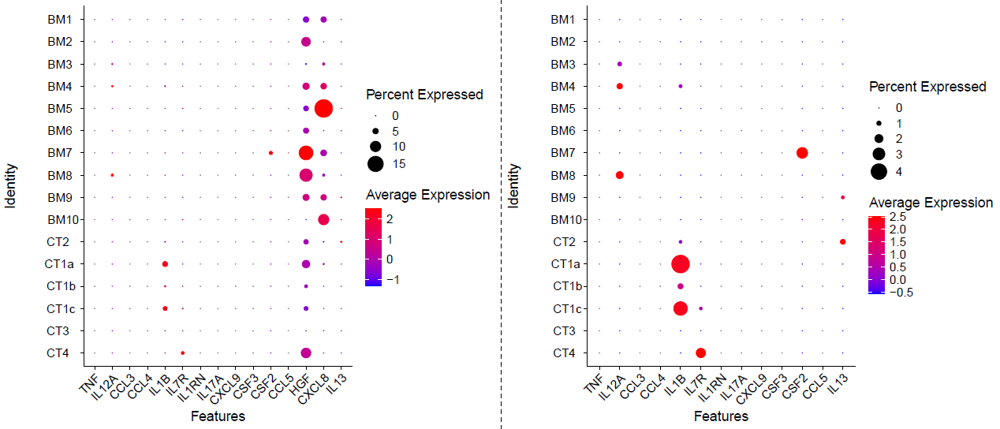 BM1
BM2
BM3
BM4
BM5
BM6
BM7
BM8
BM9
BM10
CT2
CT1a
CT1b
CT1c
CT3
CT4
Identity
TNF
IL12A
CCL3
CCL4
IL1B
IL7R
IL1RN
IL17A
CXCL9
CSF3
CSF2
CCL5
HGF
CXCL8
IL13
Features
Percent Expressed
0
5
10
15
Average Expression
2
1
0
−1
BM1
BM2
BM3
BM4
BM5
BM6
BM7
BM8
BM9
BM10
CT2
CT1a
CT1b
CT1c
CT3
CT4
Identity
TNF
IL12A
CCL3
CCL4
IL1B
IL7R
IL1RN
IL17A
CXCL9
CSF3
CSF2
CCL5
IL13
Features
Percent Expressed
0
1
2
3
4
Average Expression
2.5
2.0
1.5
1.0
0.5
0.0
−0.5